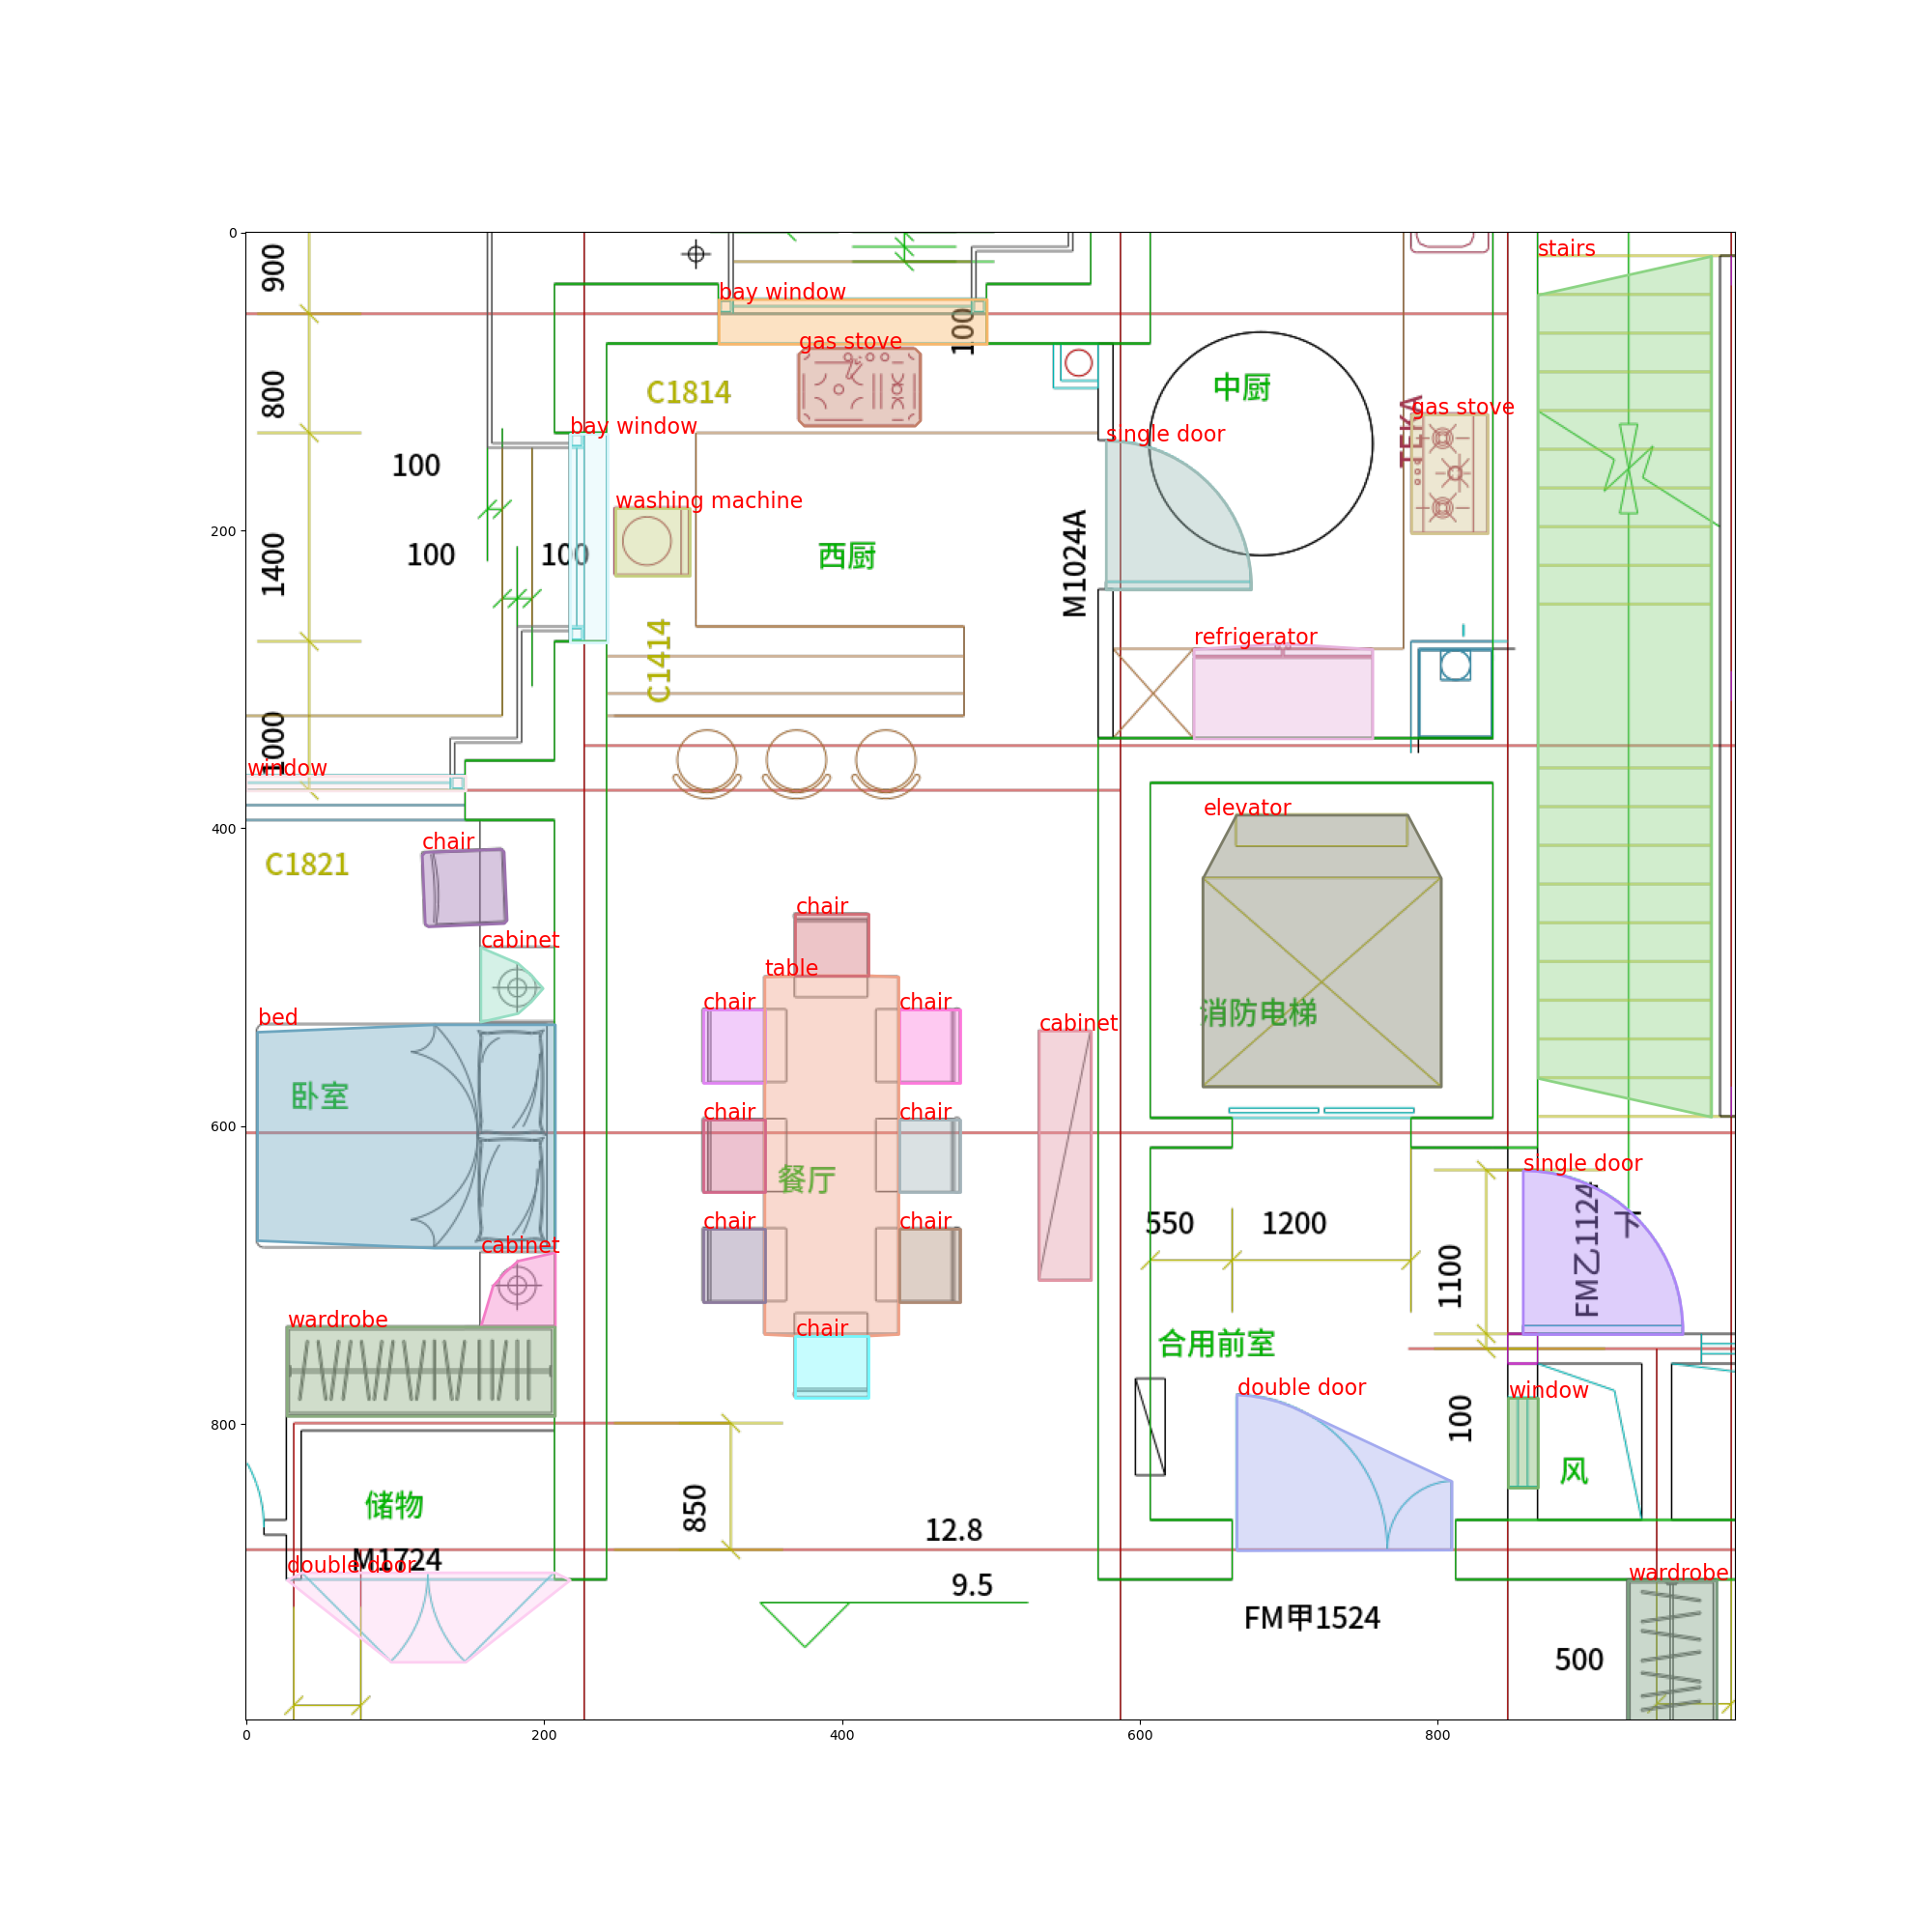 0
stairs
900
bay window
100
gas stove
800
C1814
中厨
TEKA
gas stove
bay window
single door
100
washing machine
200
1400
100
100
西厨
M1024A
C1414
refrigerator
1000
window
elevator
400
chair
C1821
chair
cabinet
table
chair
chair
bed
cabinet
消防电梯
卧室
chair
chair
600
餐厅
single door
FM乙1124
下
chair
chair
550
1200
1100
cabinet
wardrobe
chair
合用前室
double door
window
800
100
风
储物
850
12.8
M1724
double door
9.5
wardrobe
FM甲1524
500
0
200
400
600
800